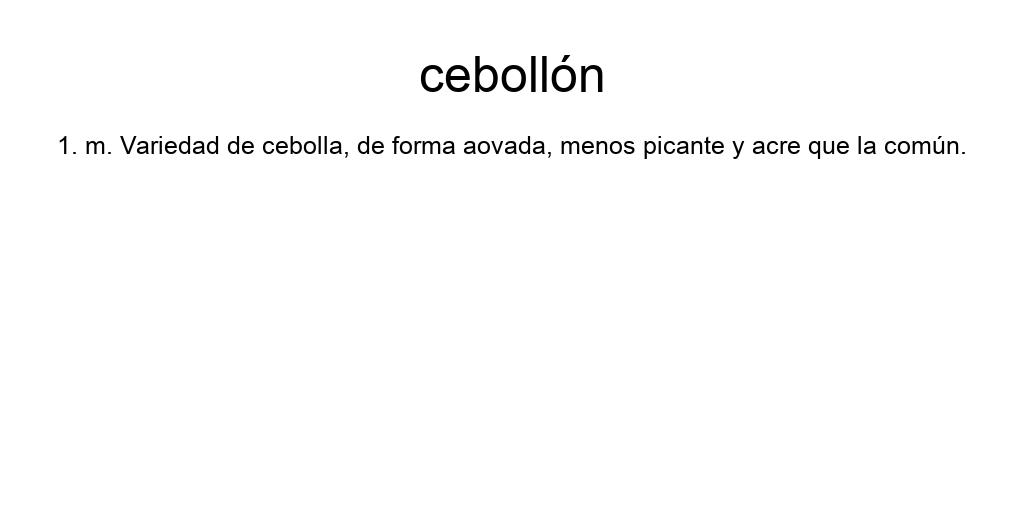 cebollón
1. m. Variedad de cebolla, de forma aovada, menos picante y acre que la común.